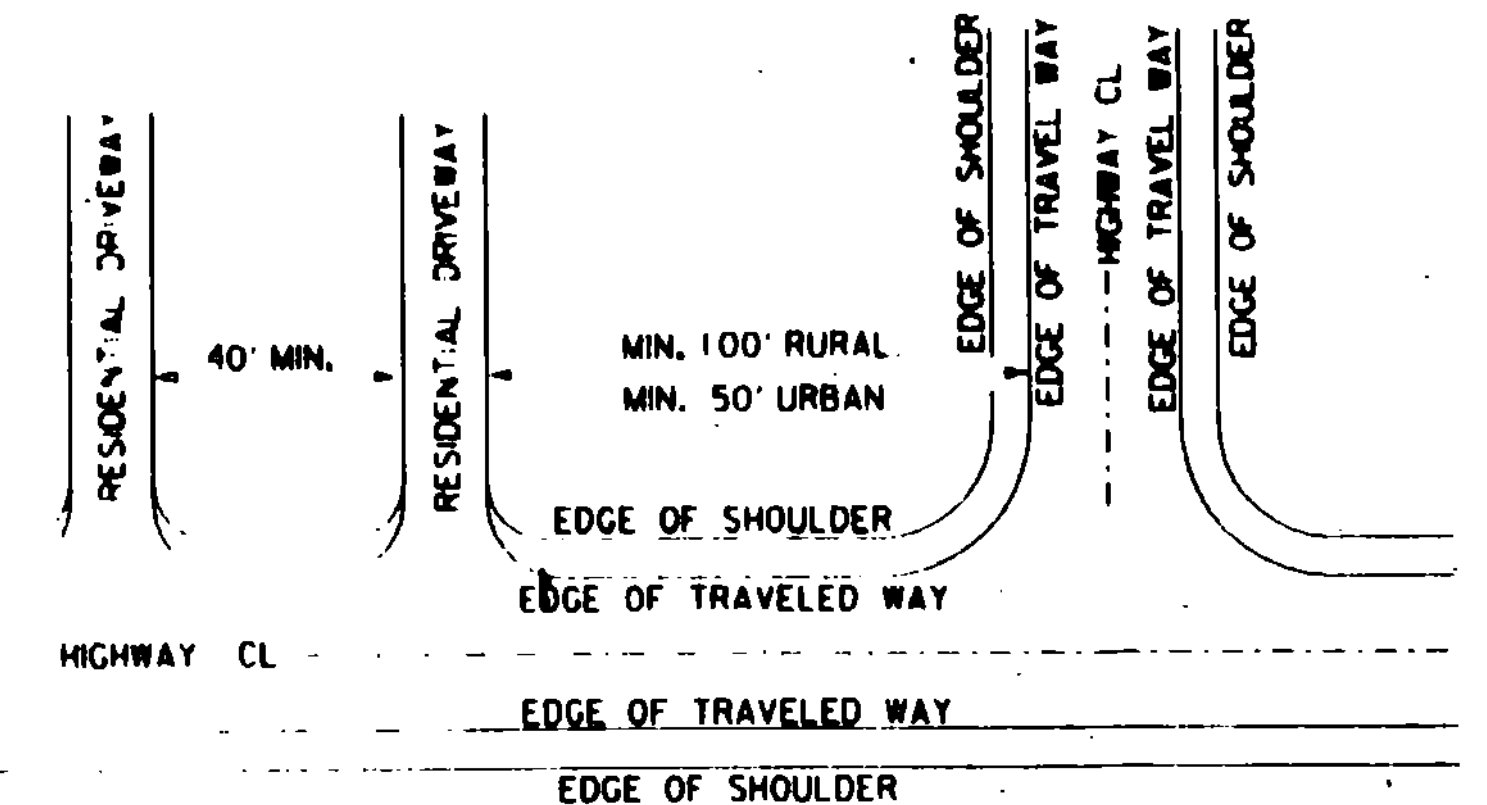 RESIDENTIAL DRIVEWAY
40' MIN.
RESIDENTIAL DRIVEWAY
MIN. 100' RURAL
MIN. 50' URBAN
EDGE OF SHOULDER
EDGE OF TRAVEL WAY
HIGHWAY CL
EDGE OF TRAVEL WAY
EDGE OF SHOULDER
EDGE OF SHOULDER
EDGE OF TRAVELED WAY
HIGHWAY CL
EDGE OF TRAVELED WAY
EDGE OF SHOULDER